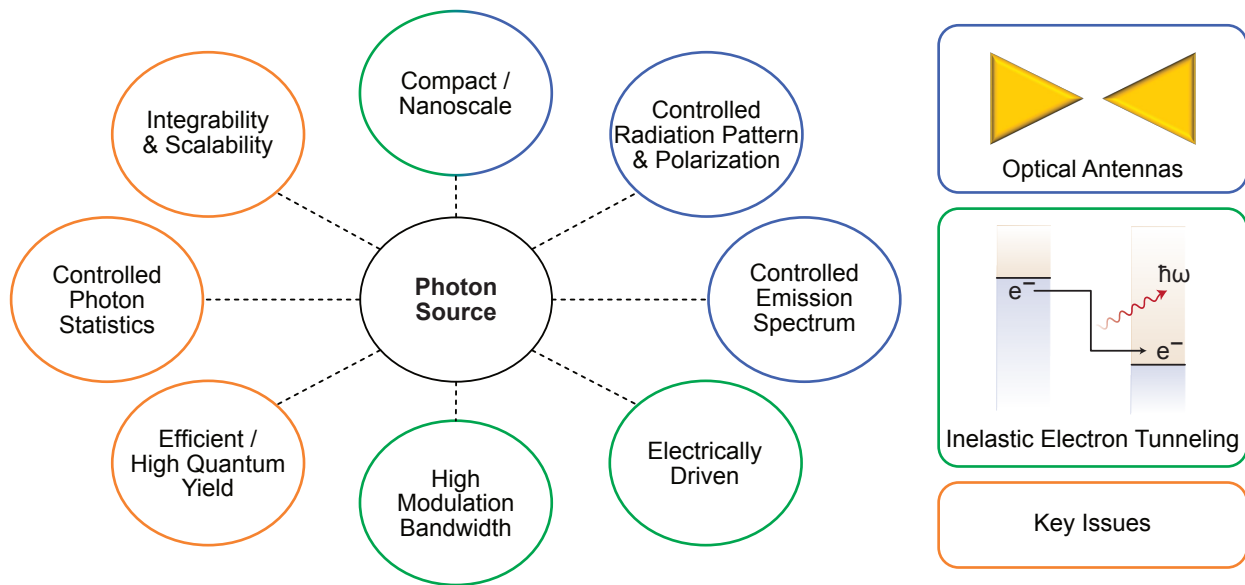 Compact /
Nanoscale
Controlled
Radiation Pattern
& Polarization
Controlled
Emission
Spectrum
Electrically
Driven
High
Modulation
Bandwidth
Efficient /
High Quantum
Yield
Controlled
Photon
Statistics
Integrability
& Scalability
Photon
Source
Optical Antennas
e−
ħω
e−
Inelastic Electron Tunneling
Key Issues